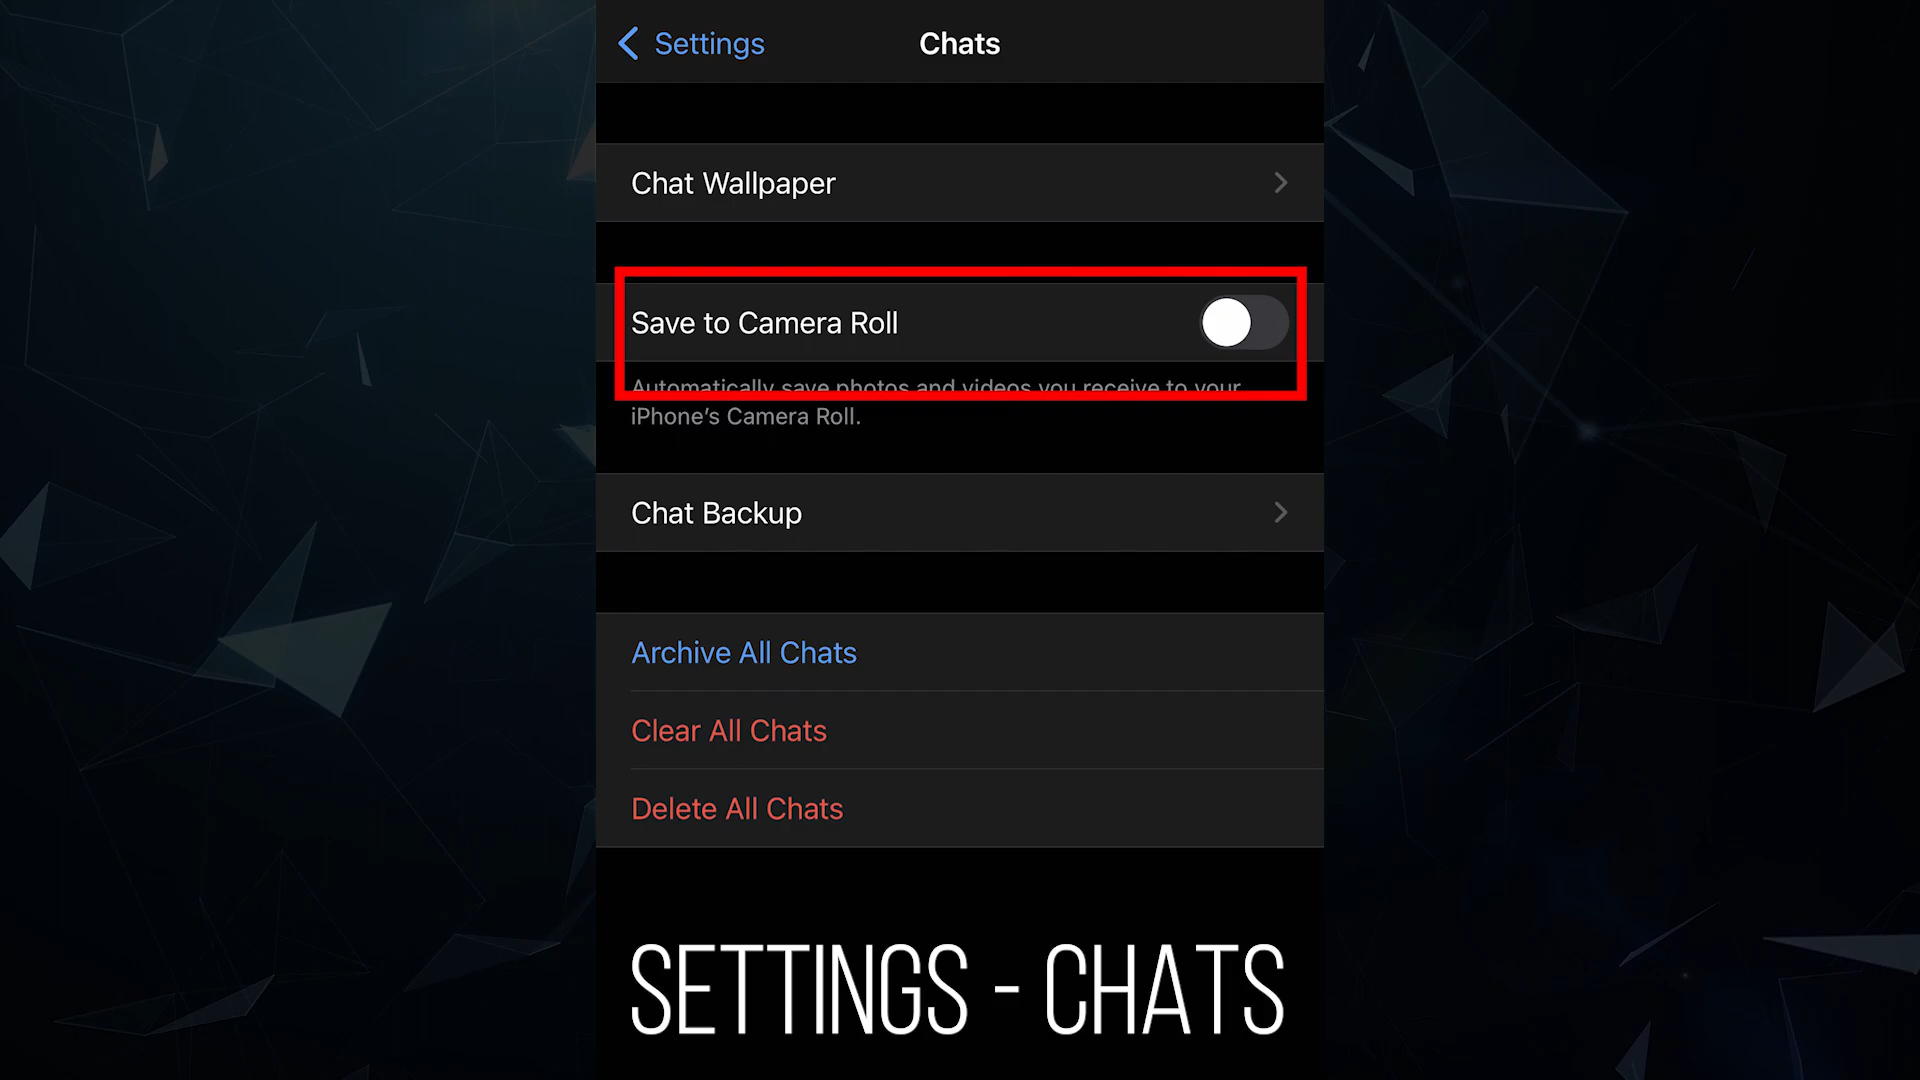 Settings
Chats
Chat Wallpaper
Save to Camera Roll
Automatically save photos and videos you receive to your
iPhone’s Camera Roll.
Chat Backup
Archive All Chats
Clear All Chats
Delete All Chats
SETTINGS - CHATS